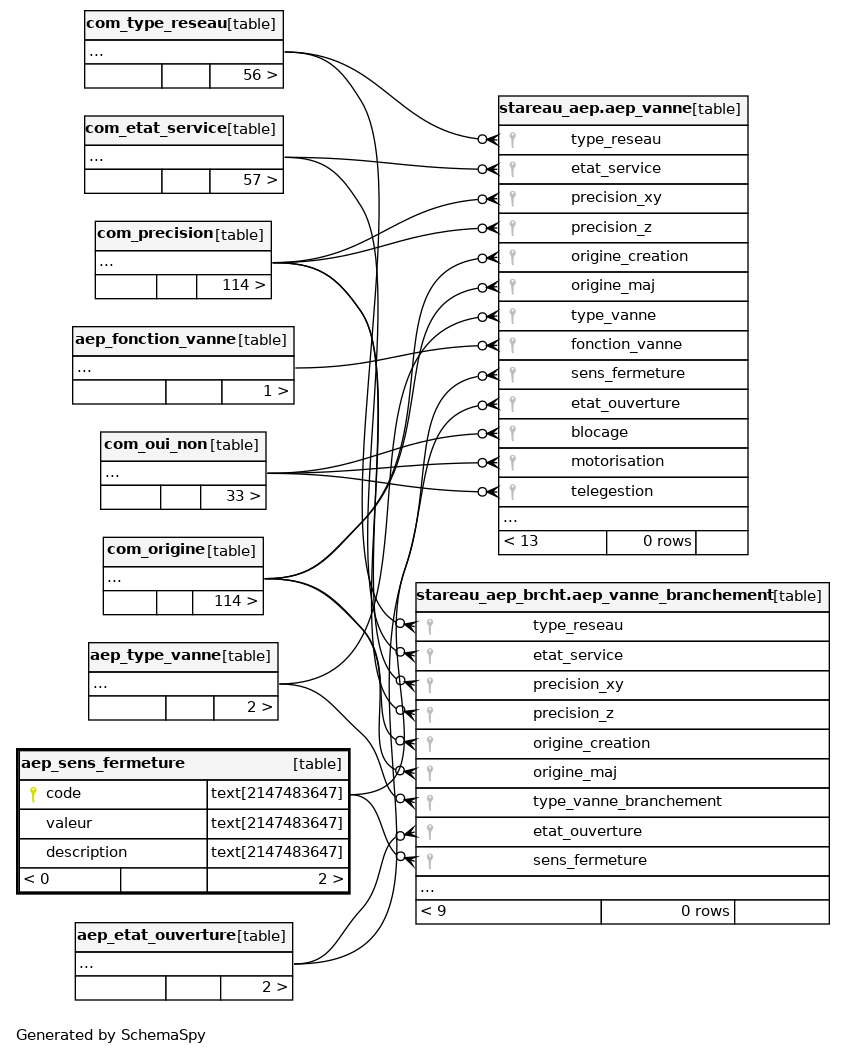 com_type_reseau[table]
...
56 >
com_etat_service[table]
...
57 >
com_precision[table]
...
114 >
aep_fonction_vanne[table]
...
1 >
com_oui_non[table]
...
33 >
com_origine[table]
...
114 >
aep_type_vanne[table]
...
2 >
aep_sens_fermeture [table]
code text[2147483647]
valeur text[2147483647]
description text[2147483647]
< 0 2 >
aep_etat_ouverture[table]
...
2 >
stareau_aep.aep_vanne[table]
type_reseau
etat_service
precision_xy
precision_z
origine_creation
origine_maj
type_vanne
fonction_vanne
sens_fermeture
etat_ouverture
blocage
motorisation
telegestion
...
< 13 0 rows
stareau_aep_brcht.aep_vanne_branchement[table]
type_reseau
etat_service
precision_xy
precision_z
origine_creation
origine_maj
type_vanne_branchement
etat_ouverture
sens_fermeture
...
< 9 0 rows
Generated by SchemaSpy